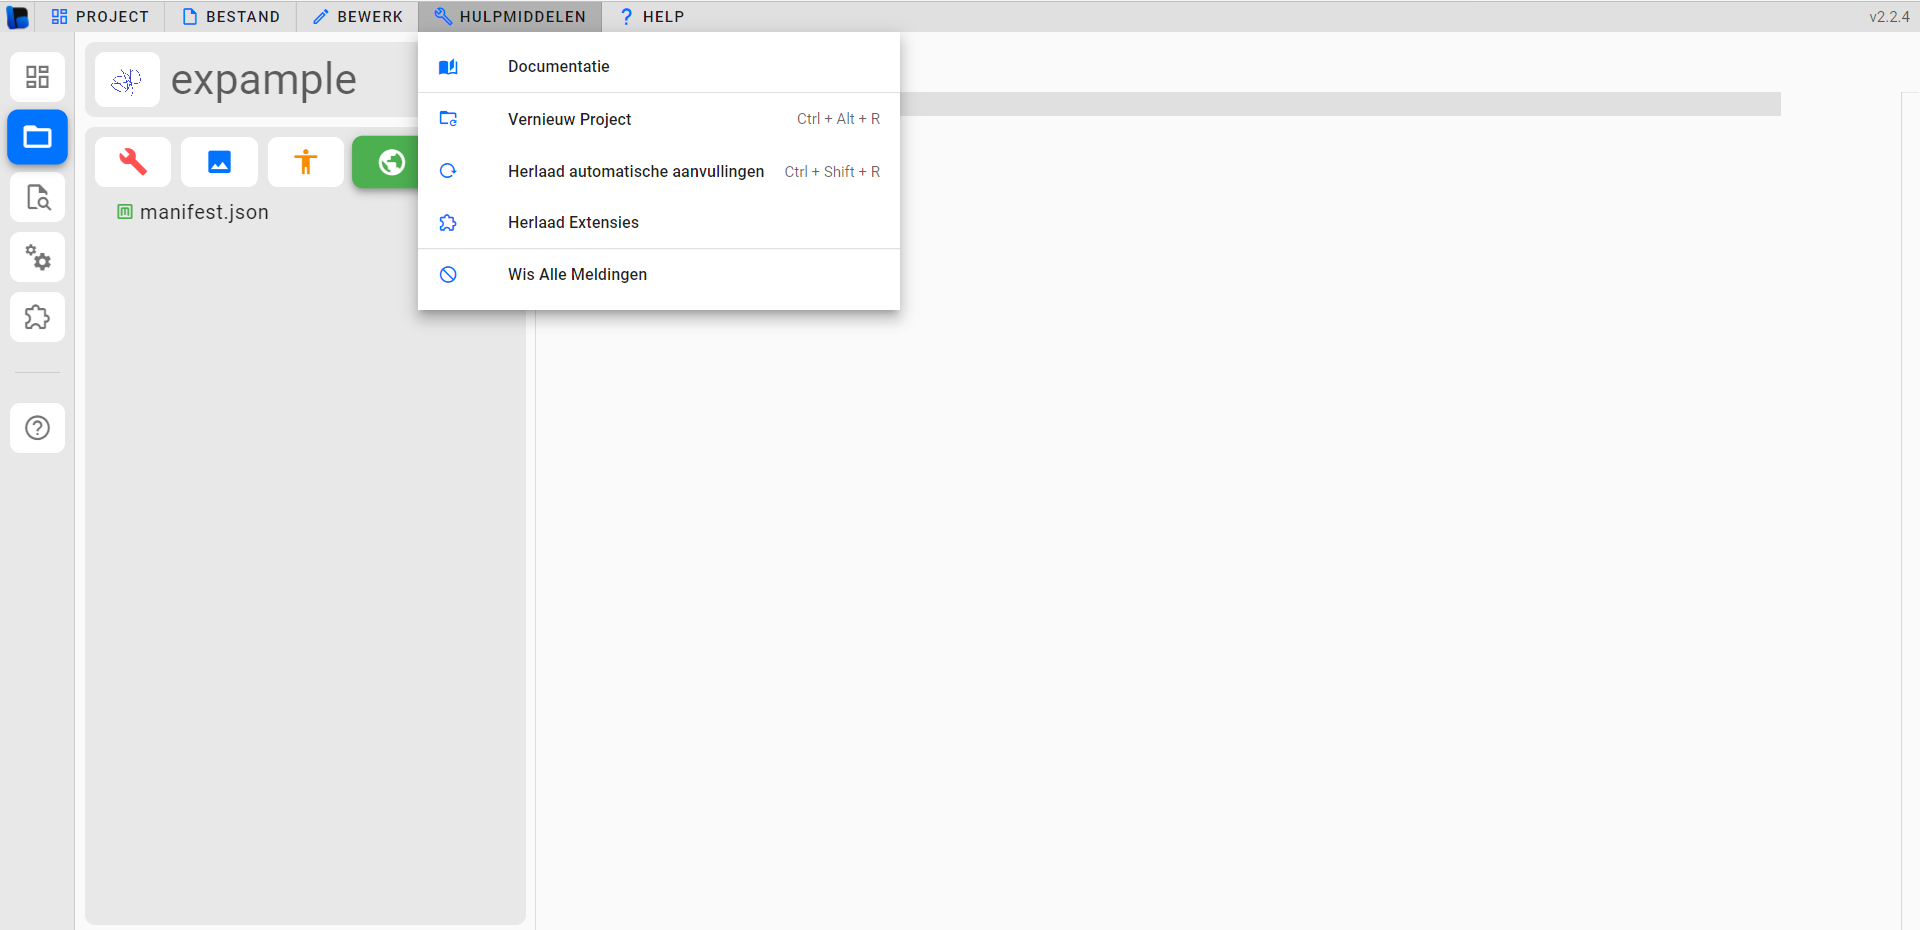 PROJECT BESTAND BEWERK HULPMIDDELEN ? HELP v2.2.4
expample
Documentatie
Vernieuw Project Ctrl + Alt + R
Herlaad automatische aanvullingen Ctrl + Shift + R
manifest.json
Herlaad Extensies
Wis Alle Meldingen